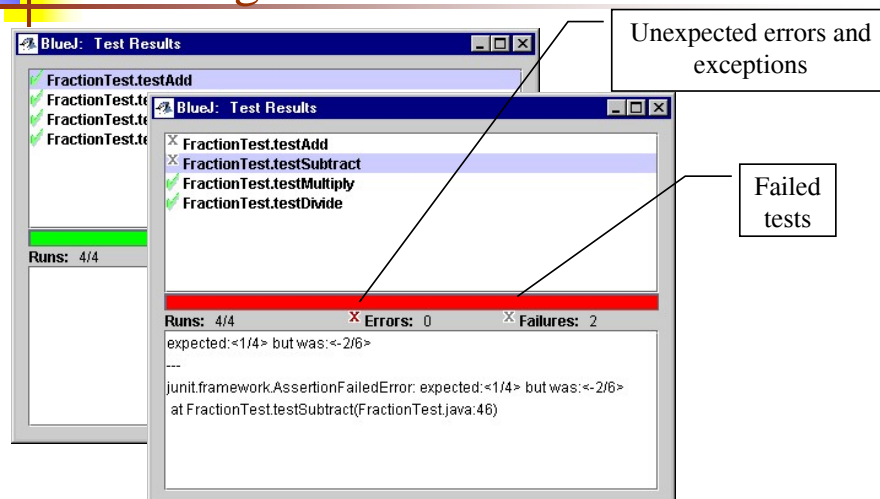 Unexpected errors and
exceptions
BlueJ: Test Results
FractionTest.testAdd
FractionTest.te
FractionTest.te
FractionTest.te
Runs: 4/4
BlueJ: Test Results
X FractionTest.testAdd
X FractionTest.testSubtract
FractionTest.testMultiply
FractionTest.testDivide
Failed
tests
Runs: 4/4 X Errors: 0 X Failures: 2
expected:<1/4> but was:<-2/6>
---
junit.framework.AssertionFailedError: expected:<1/4> but was:<-2/6>
at FractionTest.testSubtract(FractionTest.java:46)